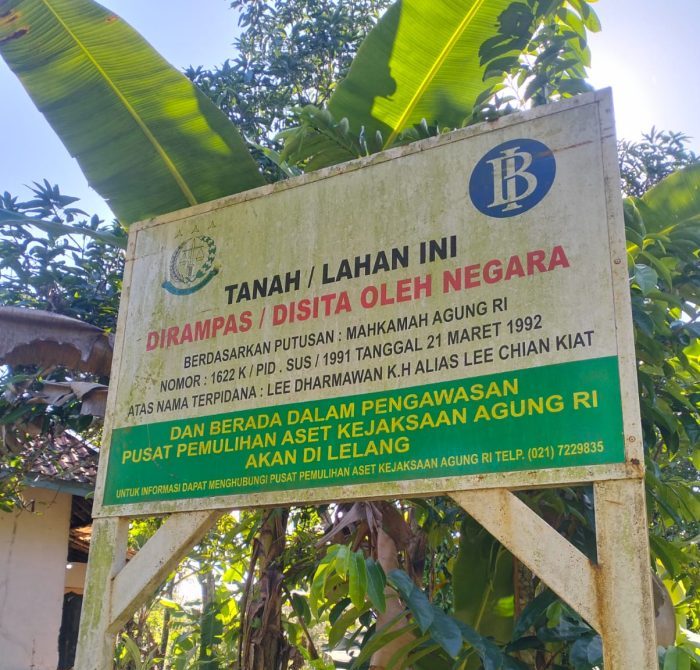 TANAH / LAHAN INI
DIRAMPAS / DISITA OLEH NEGARA
BERDASARKAN PUTUSAN : MAHKAMAH AGUNG RI
NOMOR : 1622 K / PID . SUS / 1991 TANGGAL 21 MARET 1992
ATAS NAMA TERPIDANA : LEE DHARMAWAN K.H ALIAS LEE CHIAN KIAT
DAN BERADA DALAM PENGAWASAN
PUSAT PEMULIHAN ASET KEJAKSAAN AGUNG RI
AKAN DI LELANG
UNTUK INFORMASI DAPAT MENGHUBUNGI PUSAT PEMULIHAN ASET KEJAKSAAN AGUNG RI TELP. (021) 7229835